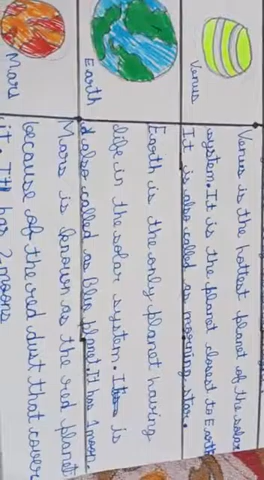 Venus
Venus is the hottest planet of the solar
system. It is the planet closest to Earth
It is also called as morning star.
Earth
Earth is the only planet having
life in the solar system. It is
also called as Blue planet. It has 1 moon.
Mars
Mars is known as the red planet
because of the red dust that cover
it. It has 2 moons